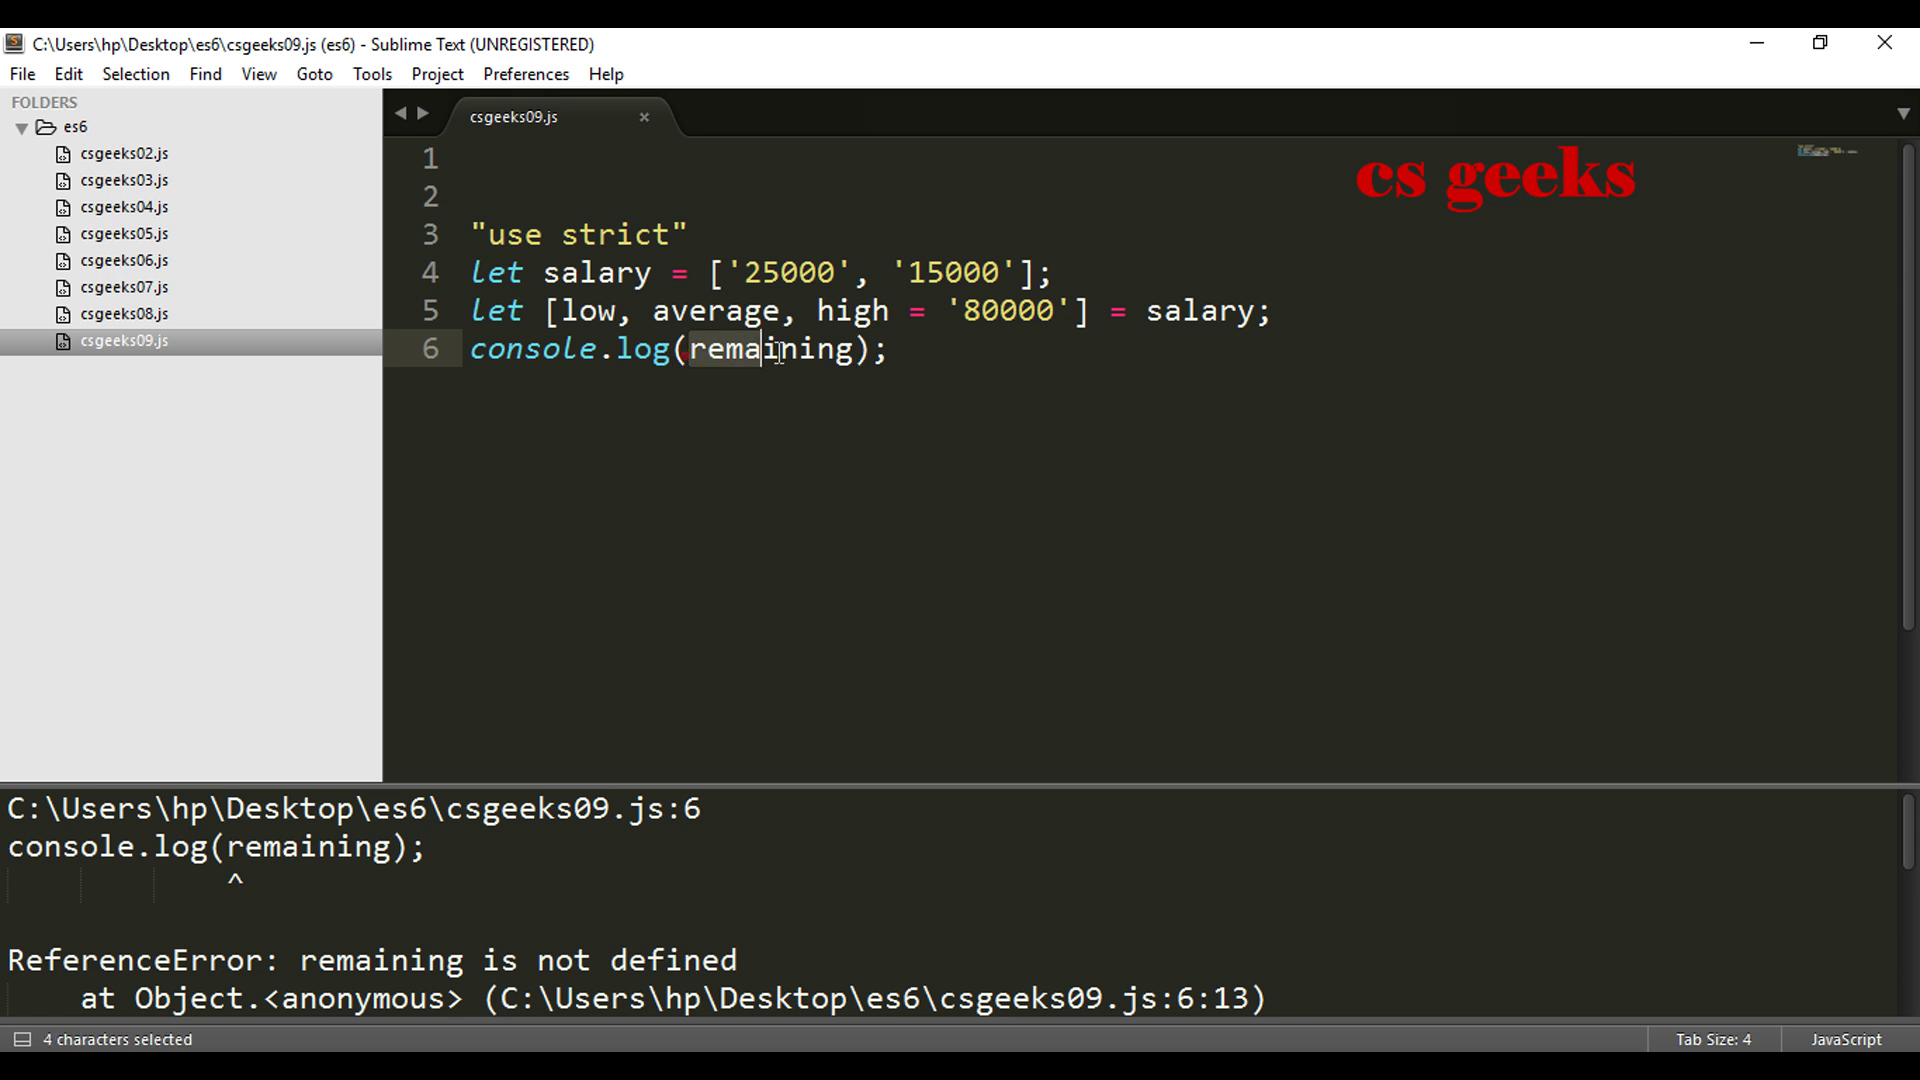 C:\Users\hp\Desktop\es6\csgeeks09.js (es6) - Sublime Text (UNREGISTERED)
File Edit Selection Find View Goto Tools Project Preferences Help
FOLDERS
es6
csgeeks02.js
csgeeks03.js
csgeeks04.js
csgeeks05.js
csgeeks06.js
csgeeks07.js
csgeeks08.js
csgeeks09.js
csgeeks09.js
cs geeks
1
2
3 "use strict"
4 let salary = ['25000', '15000'];
5 let [low, average, high = '80000'] = salary;
6 console.log(remaining);
C:\Users\hp\Desktop\es6\csgeeks09.js:6
console.log(remaining);
^
ReferenceError: remaining is not defined
at Object.<anonymous> (C:\Users\hp\Desktop\es6\csgeeks09.js:6:13)
4 characters selected Tab Size: 4 JavaScript